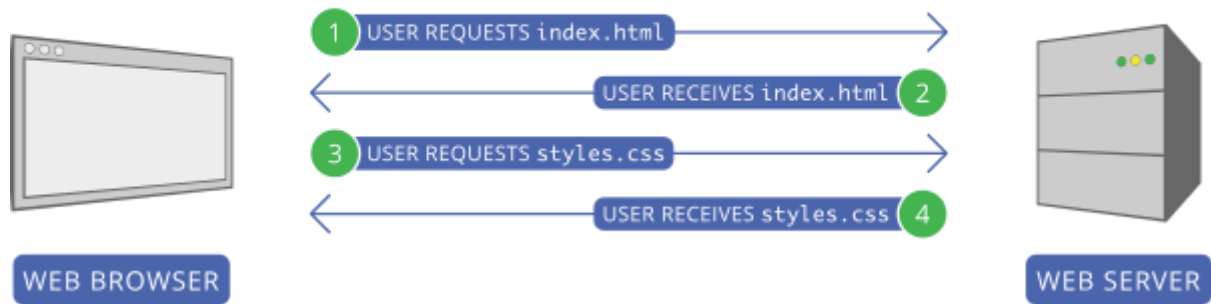 1 USER REQUESTS index.html
USER RECEIVES index.html 2
3 USER REQUESTS styles.css
USER RECEIVES styles.css 4
WEB BROWSER
WEB SERVER